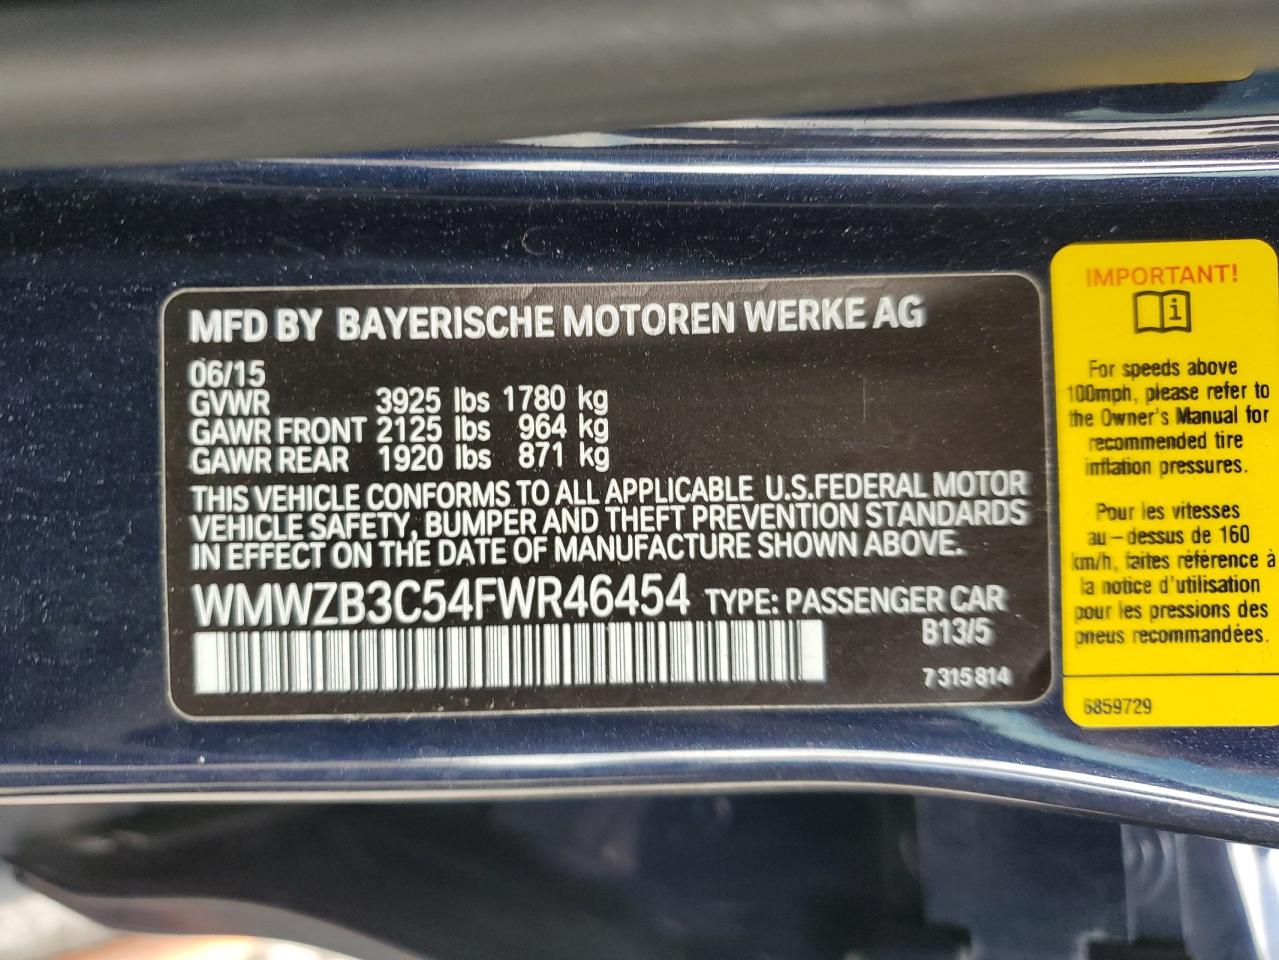 MFD BY BAYERISCHE MOTOREN WERKE AG
06/15
GVWR 3925 lbs 1780 kg
GAWR FRONT 2125 lbs 964 kg
GAWR REAR 1920 lbs 871 kg
THIS VEHICLE CONFORMS TO ALL APPLICABLE U.S.FEDERAL MOTOR
VEHICLE SAFETY, BUMPER AND THEFT PREVENTION STANDARDS
IN EFFECT ON THE DATE OF MANUFACTURE SHOWN ABOVE.
WMWZB3C54FWR46454 TYPE: PASSENGER CAR
B13/5
7 315 814
IMPORTANT!
i
For speeds above
100mph, please refer to
the Owner's Manual for
recommended tire
inflation pressures.
Pour les vitesses
au-dessus de 160
km/h, faites référence à
la notice d'utilisation
pour les pressions des
pneus recommandées.
6859729